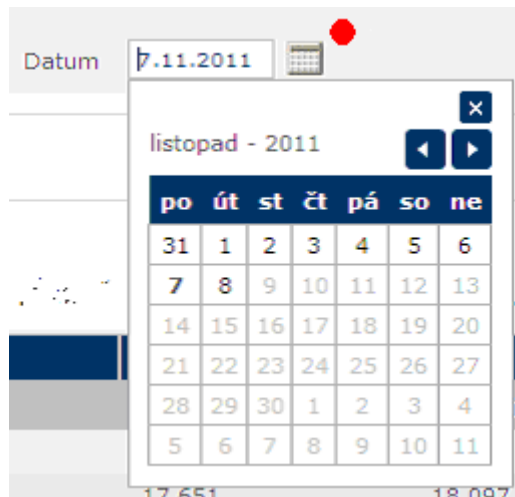 Datum 7.11.2011
listopad - 2011
po út st čt pá so ne
31 1 2 3 4 5 6
7 8 9 10 11 12 13
14 15 16 17 18 19 20
21 22 23 24 25 26 27
28 29 30 1 2 3 4
5 6 7 8 9 10 11
17 651 18 097